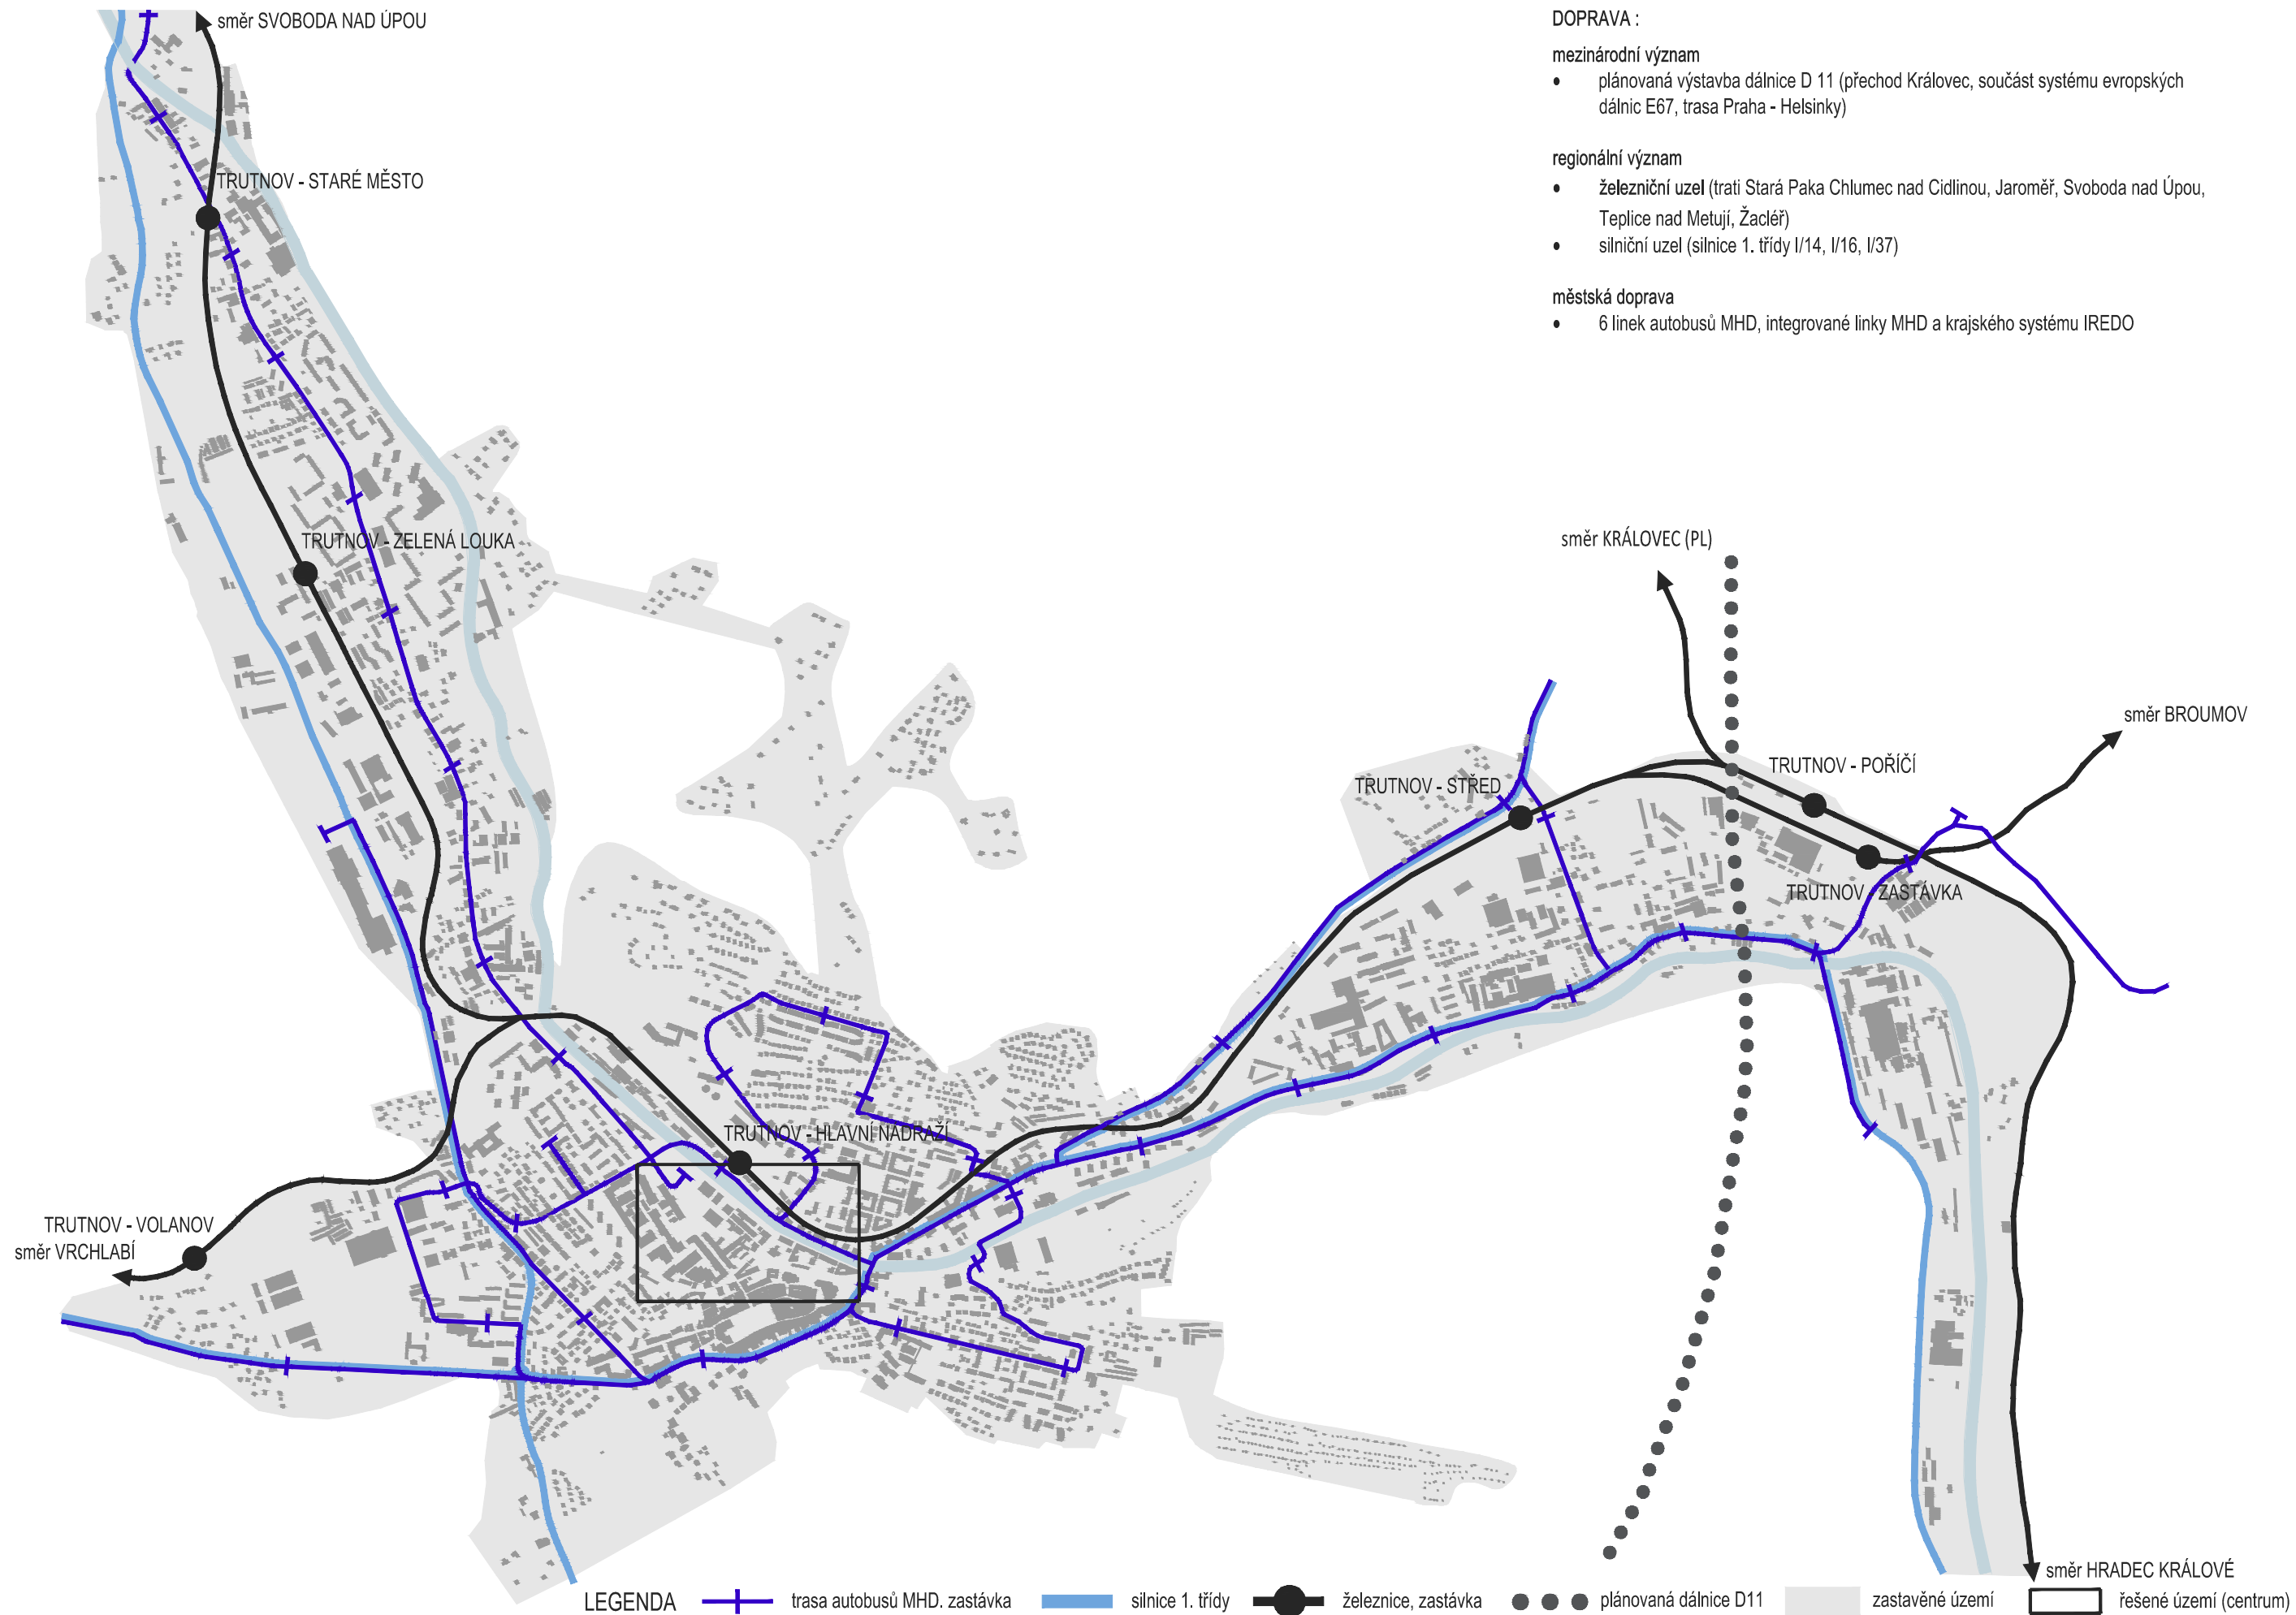 směr SVOBODA NAD ÚPOU
DOPRAVA :
mezinárodní význam
• plánovaná výstavba dálnice D 11 (přechod Královec, součást systému evropských
dálnic E67, trasa Praha - Helsinky)
regionální význam
• železniční uzel (trati Stará Paka Chlumec nad Cidlinou, Jaroměř, Svoboda nad Úpou,
Teplice nad Metují, Žacléř)
• silniční uzel (silnice 1. třídy I/14, I/16, I/37)
městská doprava
• 6 linek autobusů MHD, integrované linky MHD a krajského systému IREDO
TRUTNOV - STARÉ MĚSTO
TRUTNOV - ZELENÁ LOUKA
směr KRÁLOVEC (PL)
směr BROUMOV
TRUTNOV - POŘÍČÍ
TRUTNOV - STŘED
TRUTNOV - ZASTÁVKA
TRUTNOV - HLAVNÍ NÁDRAŽÍ
TRUTNOV - VOLANOV
směr VRCHLABÍ
směr HRADEC KRÁLOVÉ
LEGENDA
trasa autobusů MHD. zastávka
silnice 1. třídy
železnice, zastávka
plánovaná dálnice D11
zastavěné území
řešené území (centrum)